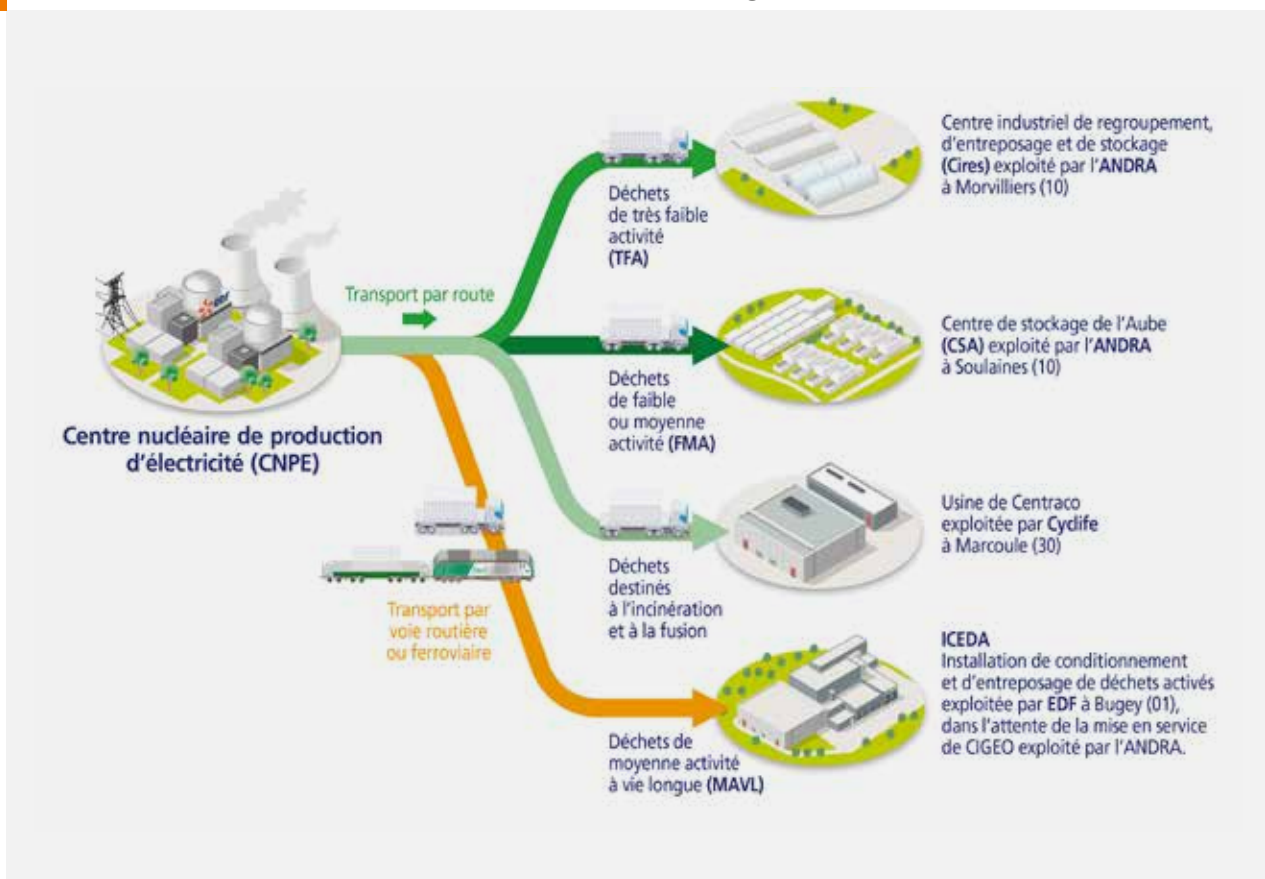 Centre industriel de regroupement,
d'entreposage et de stockage
(Cires) exploité par l'ANDRA
à Morvilliers (10)
Déchets
de très faible
activité
(TFA)
Transport par route
Centre de stockage de l'Aube
(CSA) exploité par l'ANDRA
à Soulaines (10)
Déchets
de faible
ou moyenne
activité (FMA)
Centre nucléaire de production
d'électricité (CNPE)
Usine de Centraco
exploitée par Cyclife
à Marcoule (30)
Déchets
destinés
à l'incinération
et à la fusion
Transport par
voie routière
ou ferroviaire
ICEDA
Installation de conditionnement
et d'entreposage de déchets activés
exploitée par EDF à Bugey (01),
dans l'attente de la mise en service
de CIGEO exploité par l'ANDRA.
Déchets de
moyenne activité
à vie longue (MAVL)